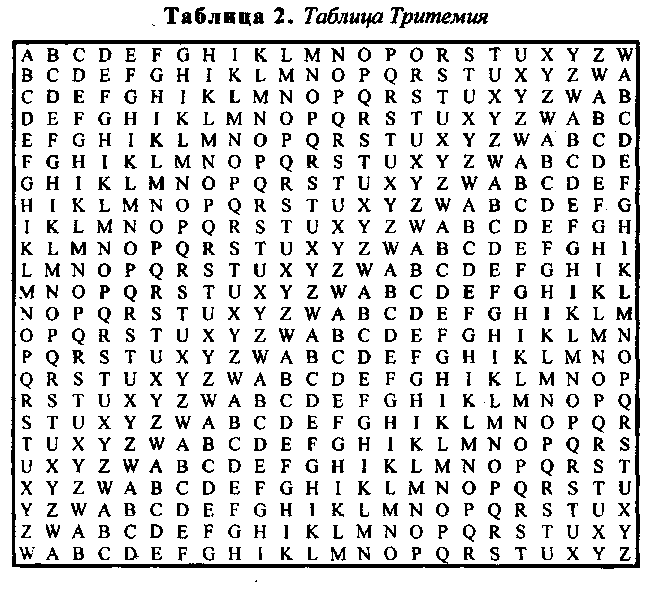 Таблица 2. Таблица Тритемия
A B C D E F G H I K L M N O P O R S T U X Y Z W
B C D E F G H I K L M N O P Q R S T U X Y Z W A
C D E F G H I K L M N O P Q R S T U X Y Z W A B
D E F G H I K L M N O P Q R S T U X Y Z W A B C
E F G H I K L M N O P Q R S T U X Y Z W A B C D
F G H I K L M N O P Q R S T U X Y Z W A B C D E
G H I K L M N O P Q R S T U X Y Z W A B C D E F
H I K L M N O P Q R S T U X Y Z W A B C D E F G
I K L M N O P Q R S T U X Y Z W A B C D E F G H
K L M N O P Q R S T U X Y Z W A B C D E F G H I
L M N O P Q R S T U X Y Z W A B C D E F G H I K
M N O P Q R S T U X Y Z W A B C D E F G H I K L
N O P Q R S T U X Y Z W A B C D E F G H I K L M
O P Q R S T U X Y Z W A B C D E F G H I K L M N
P Q R S T U X Y Z W A B C D E F G H I K L M N O
Q R S T U X Y Z W A B C D E F G H I K L M N O P
R S T U X Y Z W A B C D E F G H I K L M N O P Q
S T U X Y Z W A B C D E F G H I K L M N O P Q R
T U X Y Z W A B C D E F G H I K L M N O P Q R S
U X Y Z W A B C D E F G H I K L M N O P Q R S T
X Y Z W A B C D E F G H I K L M N O P Q R S T U
Y Z W A B C D E F G H I K L M N O P Q R S T U X
Z W A B C D E F G H I K L M N O P Q R S T U X Y
W A B C D E F G H I K L M N O P Q R S T U X Y Z